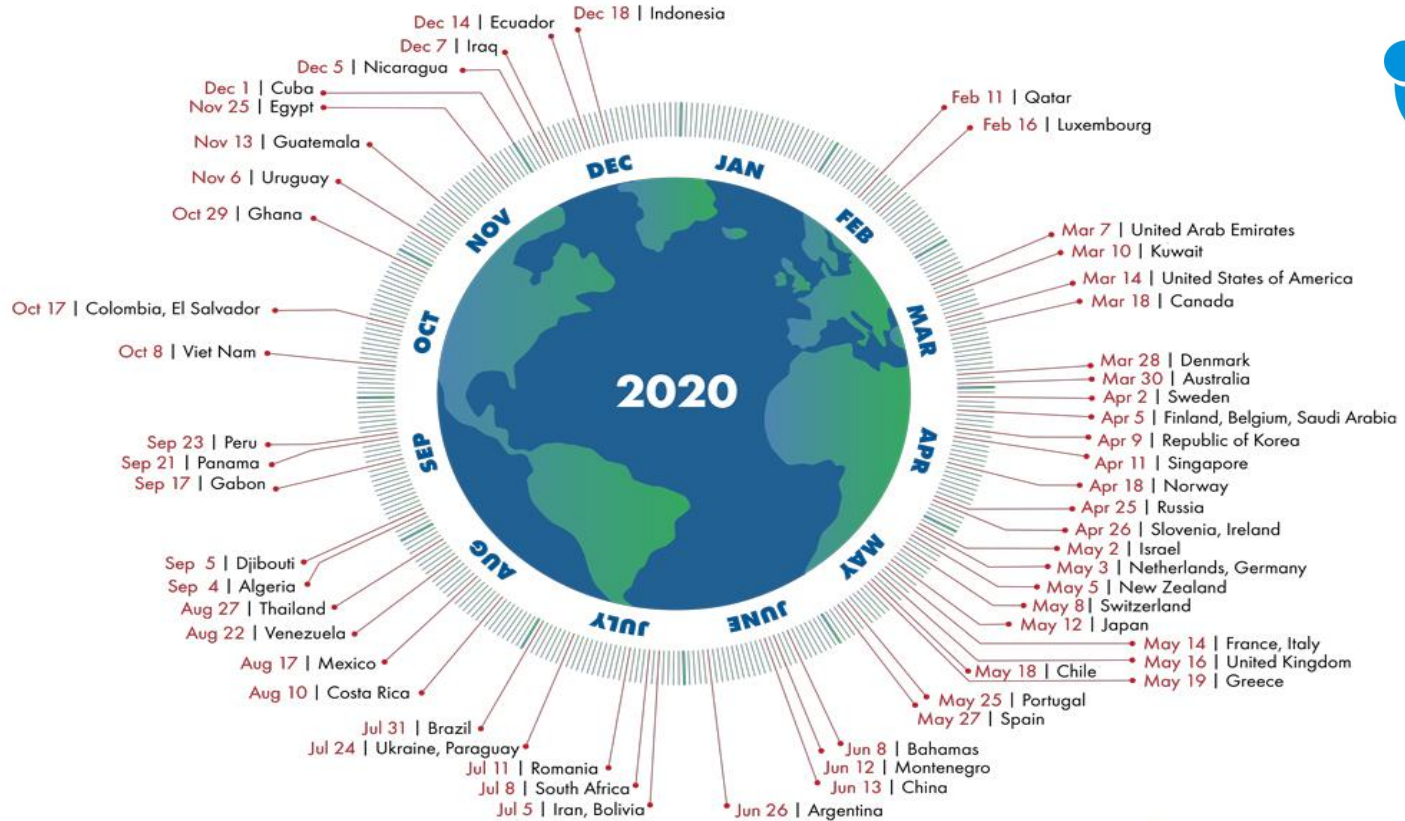 Dec 18 | Indonesia
Dec 14 | Ecuador
Dec 7 | Iraq
Dec 5 | Nicaragua
Dec 1 | Cuba
Nov 25 | Egypt
Nov 13 | Guatemala
Nov 6 | Uruguay
Oct 29 | Ghana
Oct 17 | Colombia, El Salvador
Oct 8 | Viet Nam
Sep 23 | Peru
Sep 21 | Panama
Sep 17 | Gabon
Sep 5 | Djibouti
Sep 4 | Algeria
Aug 27 | Thailand
Aug 22 | Venezuela
Aug 17 | Mexico
Aug 10 | Costa Rica
Jul 31 | Brazil
Jul 24 | Ukraine, Paraguay
Jul 11 | Romania
Jul 8 | South Africa
Jul 5 | Iran, Bolivia
JAN
FEB
MAR
APR
MAY
JUNE
JULY
AUG
SEP
OCT
NOV
DEC
2020
Feb 11 | Qatar
Feb 16 | Luxembourg
Mar 7 | United Arab Emirates
Mar 10 | Kuwait
Mar 14 | United States of America
Mar 18 | Canada
Mar 28 | Denmark
Mar 30 | Australia
Apr 2 | Sweden
Apr 5 | Finland, Belgium, Saudi Arabia
Apr 9 | Republic of Korea
Apr 11 | Singapore
Apr 18 | Norway
Apr 25 | Russia
Apr 26 | Slovenia, Ireland
May 2 | Israel
May 3 | Netherlands, Germany
May 5 | New Zealand
May 8 | Switzerland
May 12 | Japan
May 14 | France, Italy
May 16 | United Kingdom
May 18 | Chile
May 19 | Greece
May 25 | Portugal
May 27 | Spain
Jun 8 | Bahamas
Jun 12 | Montenegro
Jun 13 | China
Jun 26 | Argentina